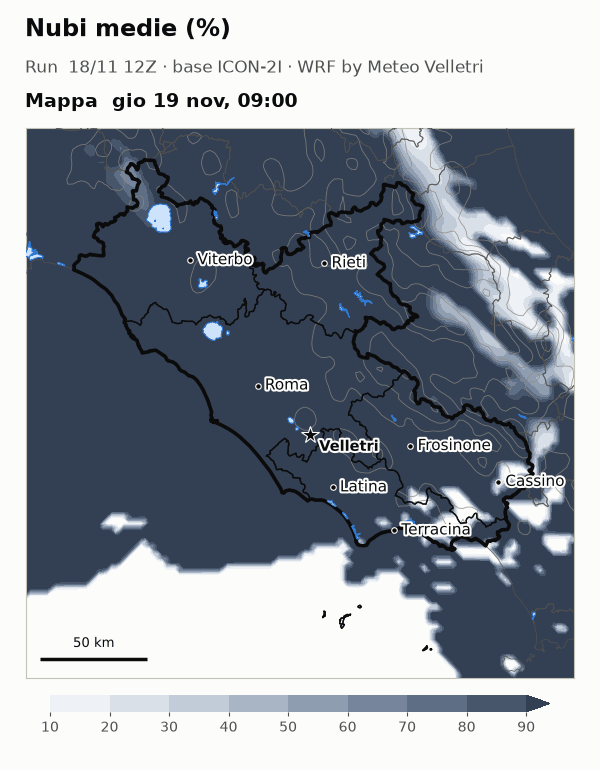 Nubi medie (%)
Run 18/11 12Z · base ICON-2I · WRF by Meteo Velletri
Mappa gio 19 nov, 09:00
Viterbo
Rieti
Roma
Velletri
Frosinone
Latina
Cassino
Terracina
50 km
10 20 30 40 50 60 70 80 90